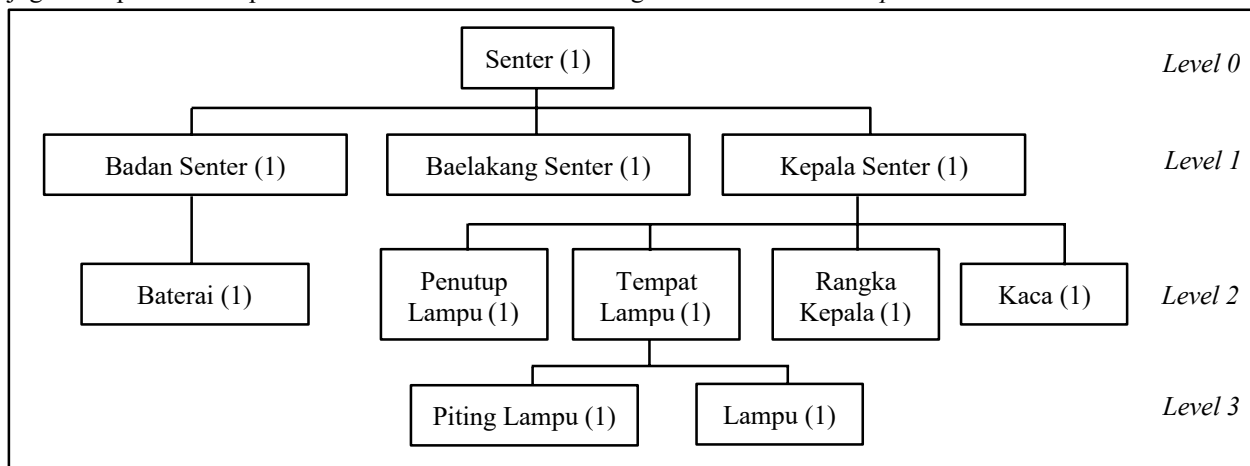 Senter (1)
Level 0
Badan Senter (1)
Baelakang Senter (1)
Kepala Senter (1)
Level 1
Baterai (1)
Penutup
Lampu (1)
Tempat
Lampu (1)
Rangka
Kepala (1)
Kaca (1)
Level 2
Piting Lampu (1)
Lampu (1)
Level 3